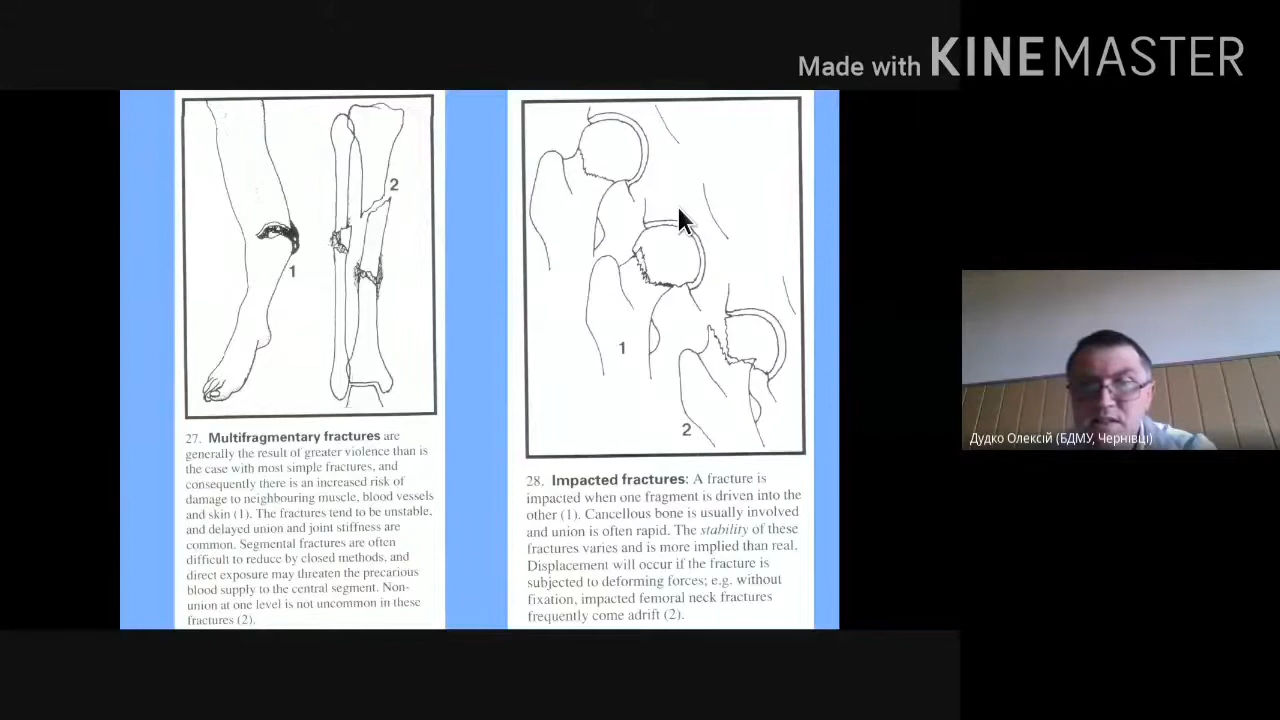 Made with KINEMASTER
2
1
27. Multifragmentary fractures are
generally the result of greater violence than is
the case with most simple fractures, and
consequently there is an increased risk of
damage to neighbouring muscle, blood vessels
and skin (1). The fractures tend to be unstable,
and delayed union and joint stiffness are
common. Segmental fractures are often
difficult to reduce by closed methods, and
direct exposure may threaten the precarious
blood supply to the central segment. Non-
union at one level is not uncommon in these
fractures (2).
1
2
28. Impacted fractures: A fracture is
impacted when one fragment is driven into the
other (1). Cancellous bone is usually involved
and union is often rapid. The stability of these
fractures varies and is more implied than real.
Displacement will occur if the fracture is
subjected to deforming forces; e.g. without
fixation, impacted femoral neck fractures
frequently come adrift (2).
Дудко Олексій (БДМУ, Чернівці)